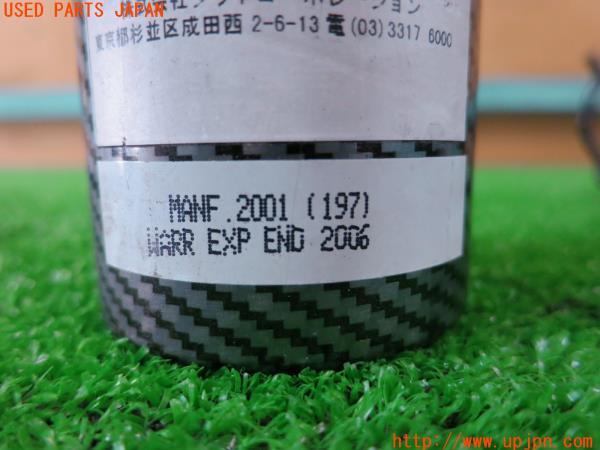 USED PARTS JAPAN
東京都杉並区成田西 2-6-13 電 (03) 3317 6000
MANF.2001 (197)
WARR EXP END 2006
http://www.upjpn.com/